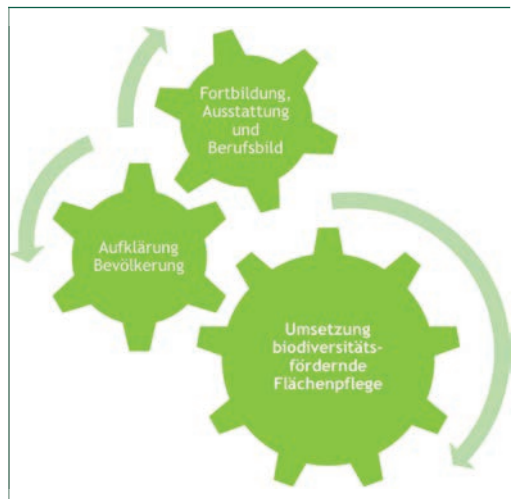 Fortbildung,
Ausstattung
und
Berufsbild
Aufklärung
Bevölkerung
Umsetzung
biodiversitäts-
fördernde
Flächenpflege